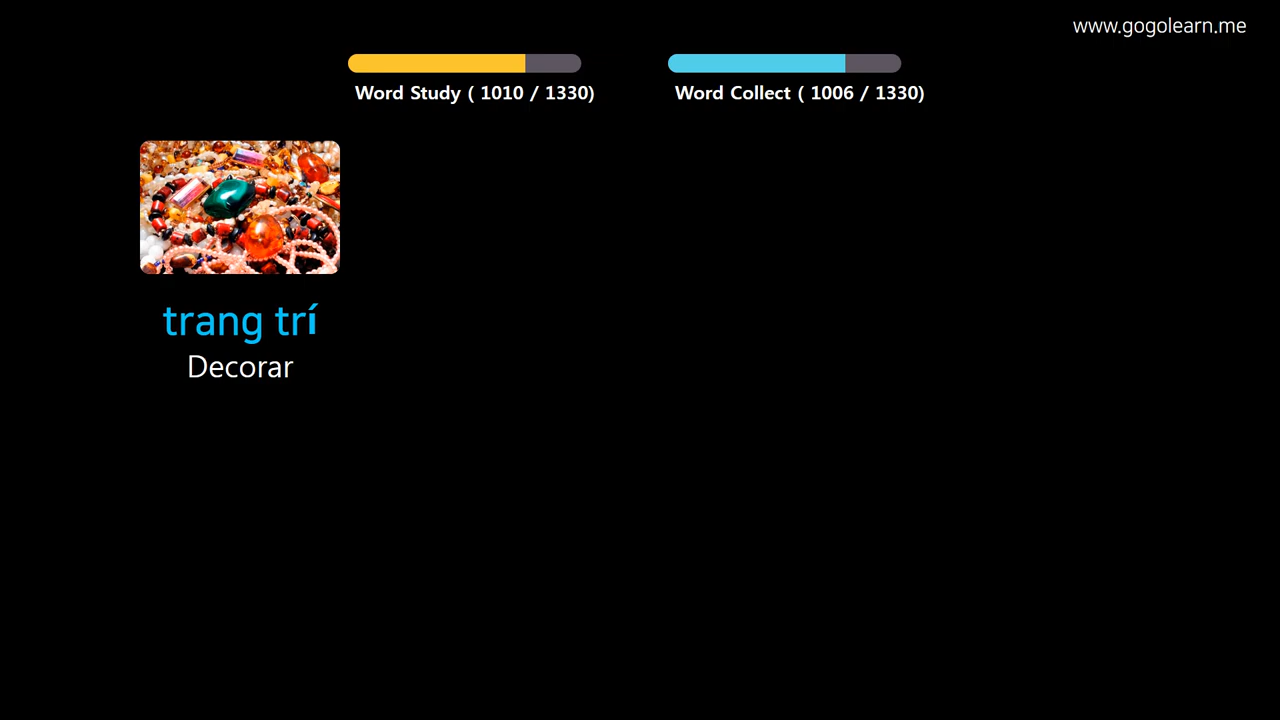 www.gogolearn.me
Word Study ( 1010 / 1330)
Word Collect ( 1006 / 1330)
trang trí
Decorar